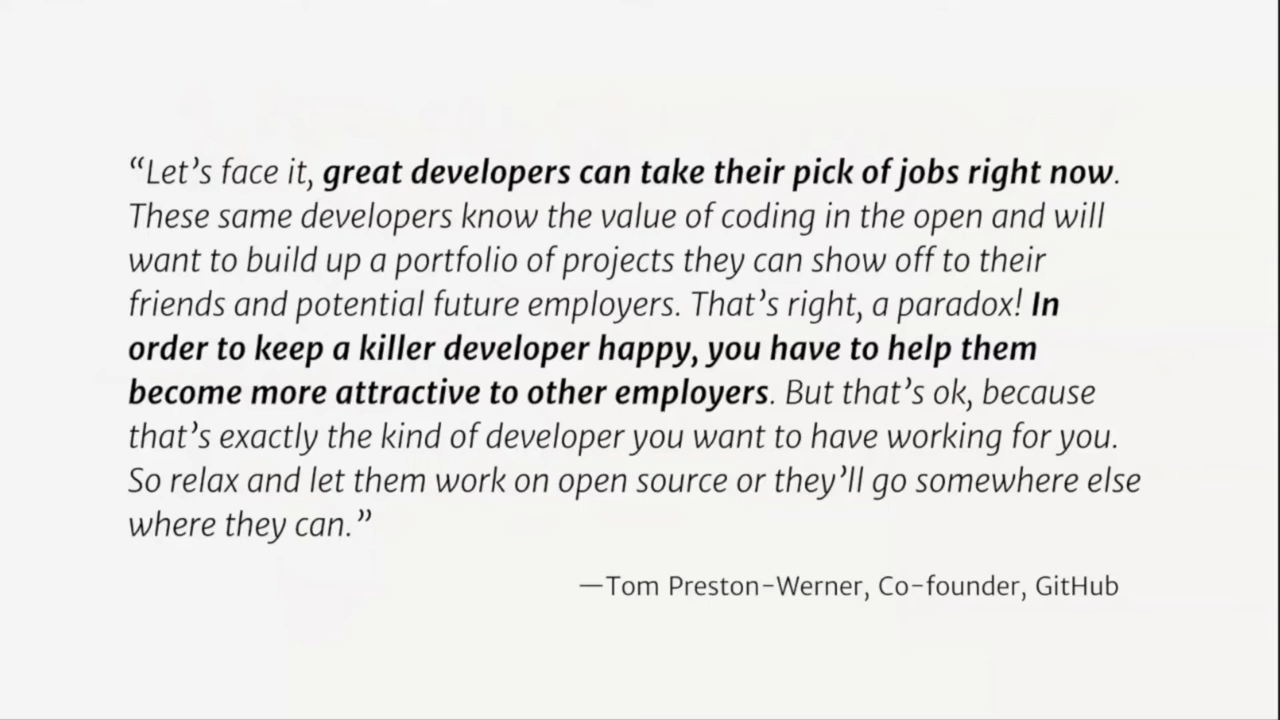 “Let’s face it, great developers can take their pick of jobs right now.
These same developers know the value of coding in the open and will
want to build up a portfolio of projects they can show off to their
friends and potential future employers. That’s right, a paradox! In
order to keep a killer developer happy, you have to help them
become more attractive to other employers. But that’s ok, because
that’s exactly the kind of developer you want to have working for you.
So relax and let them work on open source or they’ll go somewhere else
where they can.”
—Tom Preston-Werner, Co-founder, GitHub